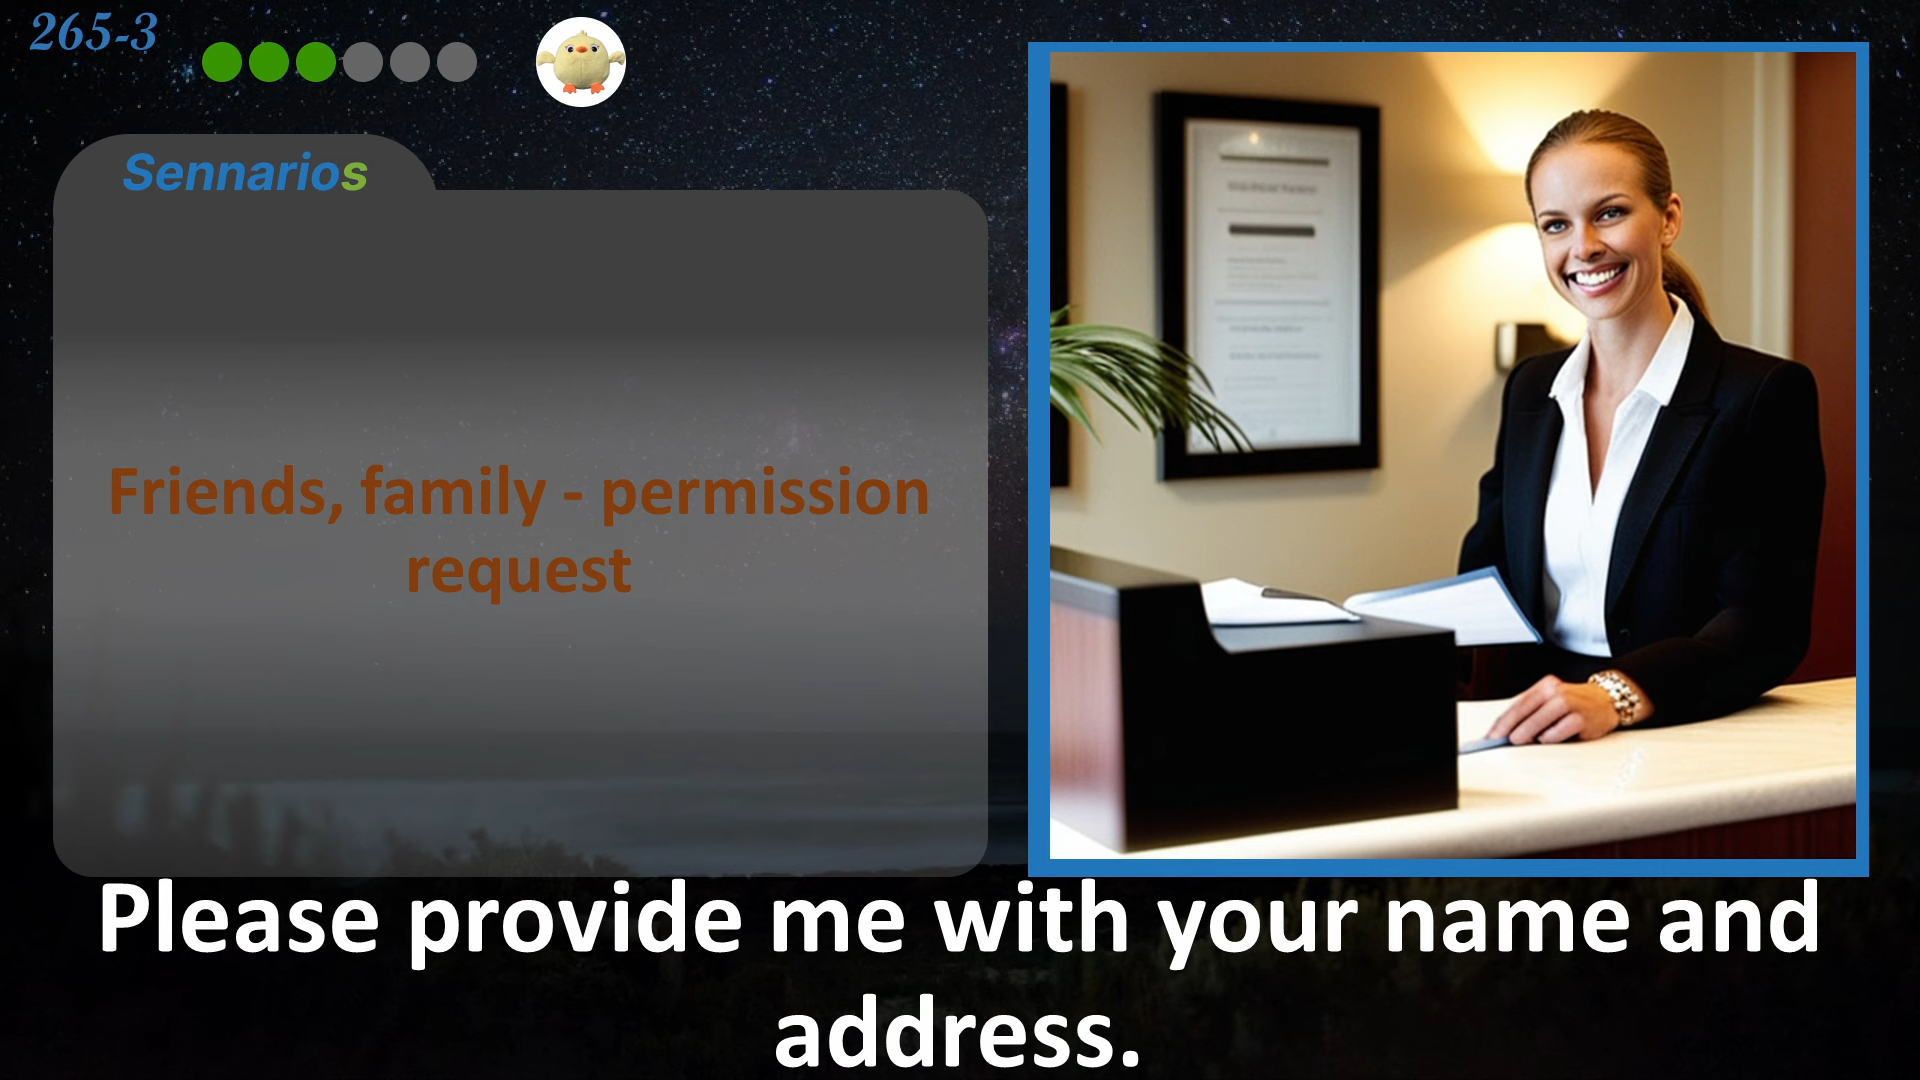 265-3
Sennarios
Friends, family - permission
request
Please provide me with your name and
address.